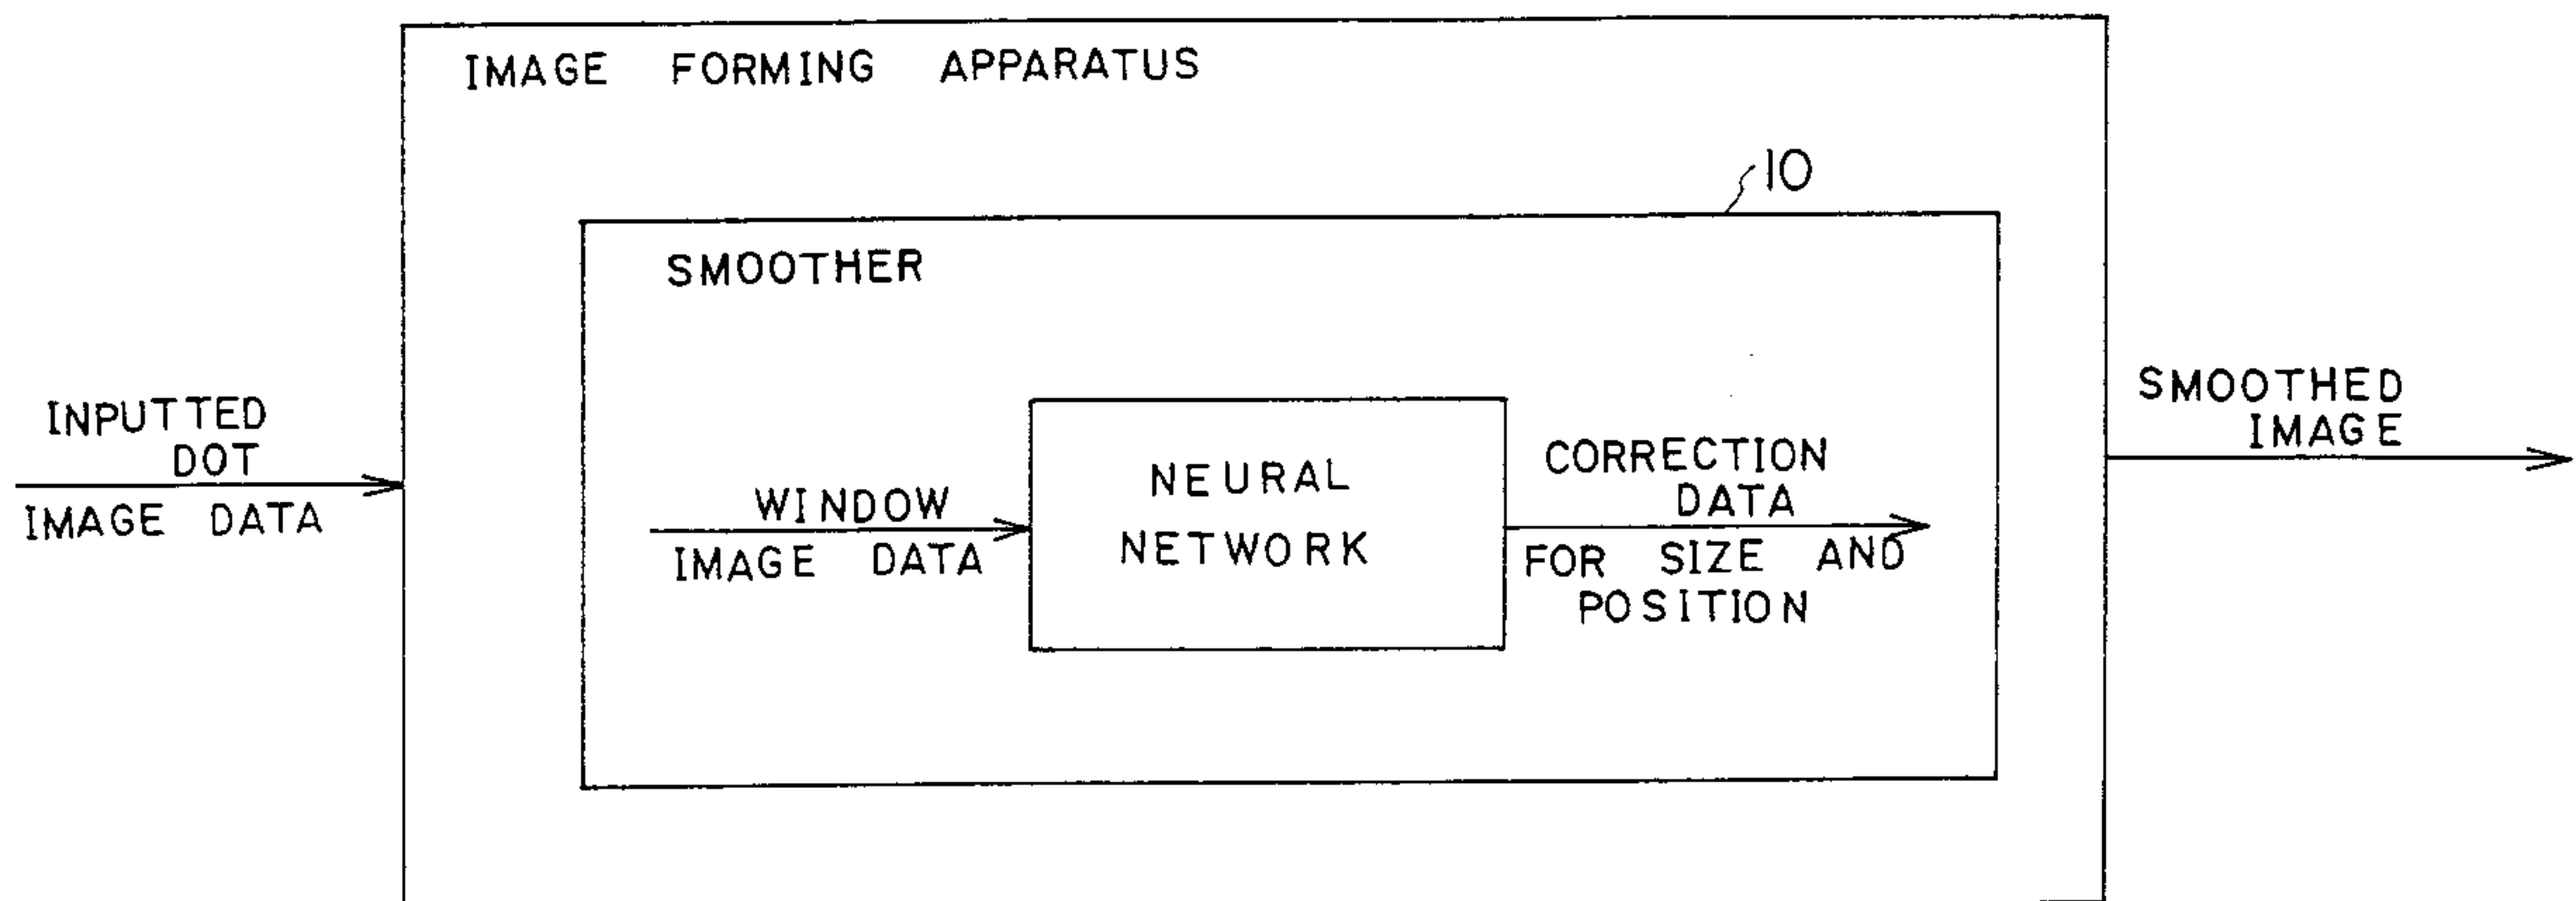 IMAGE FORMING APPARATUS
10
SMOOTHER
INPUTTED
DOT
IMAGE DATA
WINDOW
IMAGE DATA
NEURAL
NETWORK
CORRECTION
DATA
FOR SIZE AND
POSITION
SMOOTHED
IMAGE